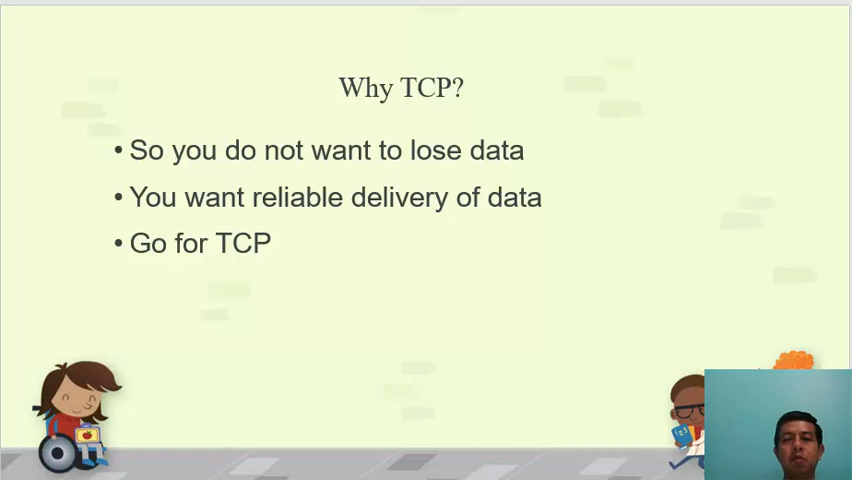 Why TCP?
• So you do not want to lose data
• You want reliable delivery of data
• Go for TCP